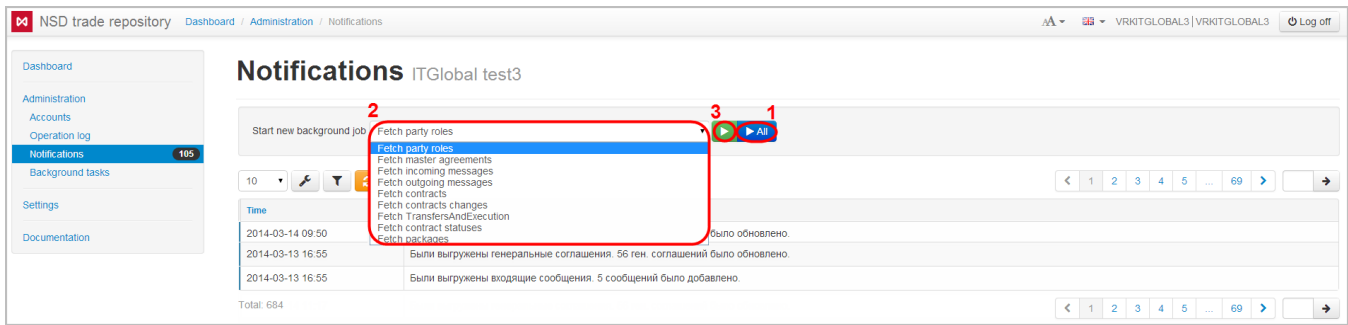 NSD trade repository Dashboard / Administration / Notifications AA VRKITGLOBAL3 | VRKITGLOBAL3 Log off
Dashboard
Administration
Accounts
Operation log
Notifications 105
Background tasks
Settings
Documentation
Notifications ITGlobal test3
2 3 1
Start new background job Fetch party roles All
Fetch party roles
Fetch master agreements
Fetch incoming messages
Fetch outgoing messages
Fetch contracts
Fetch contracts changes
Fetch TransfersAndExecution
Fetch contract statuses
Fetch packages
10 < 1 2 3 4 5 ... 69 >
Time
2014-03-14 09:50 было обновлено.
2014-03-13 16:55 Были выгружены генеральные соглашения. 56 ген. соглашений было обновлено.
2014-03-13 16:55 Были выгружены входящие сообщения. 5 сообщений было добавлено.
Total: 684 < 1 2 3 4 5 ... 69 >